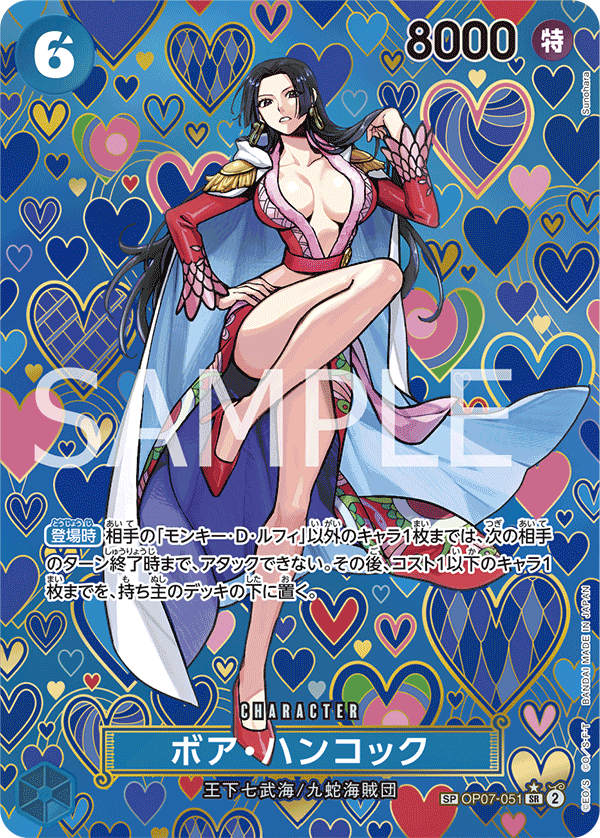 6
8000 特
Sunohara
SAMPLE
登場時 相手の「モンキー・D・ルフィ」以外のキャラ1枚までは、次の相手
のターン終了時まで、アタックできない。その後、コスト1以下のキャラ1
枚までを、持ち主のデッキの下に置く。
CHARACTER
ボア・ハンコック
王下七武海/九蛇海賊団
SP OP07-051 SR 2
©E.O/S. ©O./S.,F.,T BANDAI MADE IN JAPAN